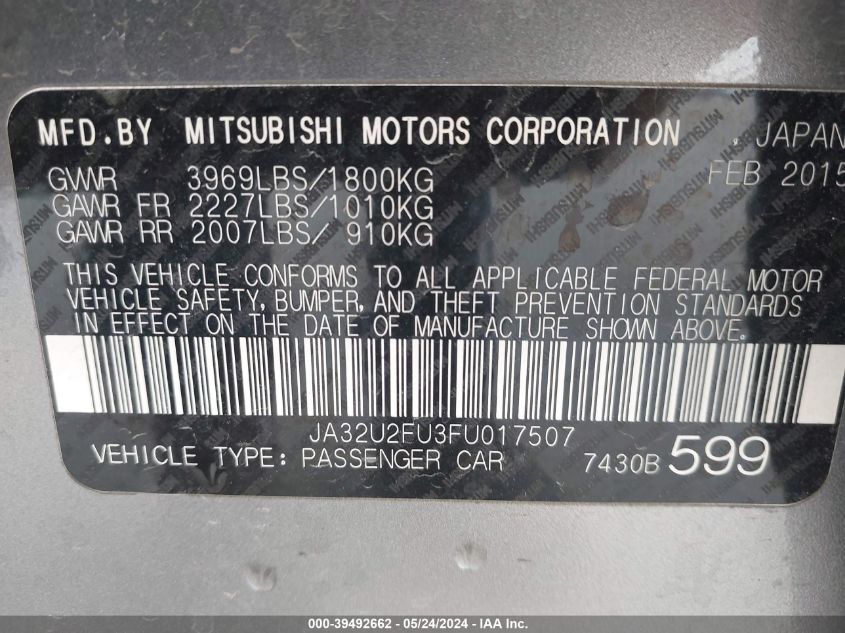 MFD.BY MITSUBISHI MOTORS CORPORATION , JAPAN
FEB 2015
GVWR 3969LBS/1800KG
GAWR FR 2227LBS/1010KG
GAWR RR 2007LBS/ 910KG
THIS VEHICLE CONFORMS TO ALL APPLICABLE FEDERAL MOTOR
VEHICLE SAFETY, BUMPER, AND THEFT PREVENTION STANDARDS
IN EFFECT ON THE DATE OF MANUFACTURE SHOWN ABOVE.
JA32U2FU3FU017507
VEHICLE TYPE: PASSENGER CAR 7430B 599
000-39492662 - 05/24/2024 - IAA Inc.